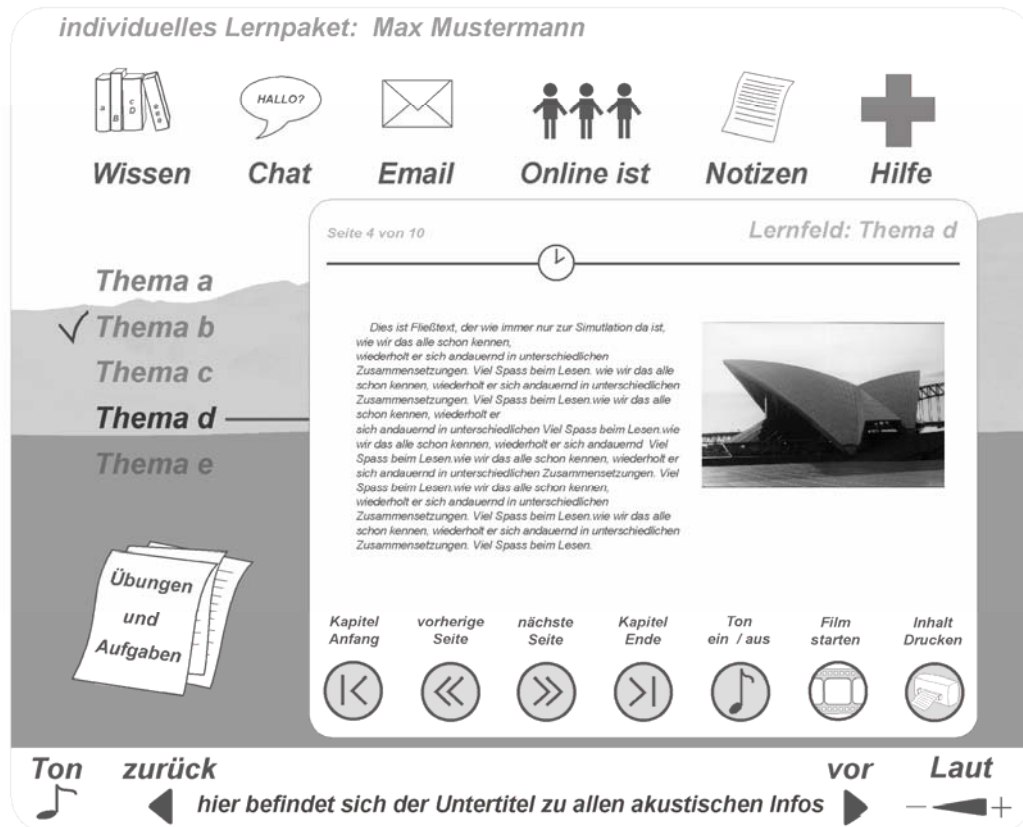 individuelles Lernpaket:  Max Mustermann
a B c D
HALLO?
Wissen
Chat
Email
Online ist
Notizen
Hilfe
Seite 4 von 10
Lernfeld: Thema d
Thema a
Thema b
Thema c
Thema d
Thema e
Dies ist Fließtext, der wie immer nur zur Simutlation da ist,
wie wir das alle schon kennen,
wiederholt er sich andauernd in unterschiedlichen
Zusammensetzungen. Viel Spass beim Lesen. wie wir das alle
schon kennen, wiederholt er sich andauernd in unterschiedlichen
Zusammensetzungen. Viel Spass beim Lesen.wie wir das alle
schon kennen, wiederholt er
sich andauernd in unterschiedlichen Viel Spass beim Lesen.wie
wir das alle schon kennen, wiederholt er sich andauernd  Viel
Spass beim Lesen.wie wir das alle schon kennen, wiederholt er
sich andauernd in unterschiedlichen Zusammensetzungen. Viel
Spass beim Lesen.wie wir das alle schon kennen,
wiederholt er sich andauernd in unterschiedlichen
Zusammensetzungen. Viel Spass beim Lesen.wie wir das alle
schon kennen, wiederholt er sich andauernd in unterschiedlichen
Zusammensetzungen. Viel Spass beim Lesen.
Übungen
und
Aufgaben
Kapitel
Anfang
vorherige
Seite
nächste
Seite
Kapitel
Ende
Ton
ein / aus
Film
starten
Inhalt
Drucken
Ton
zurück
vor
Laut
hier befindet sich der Untertitel zu allen akustischen Infos